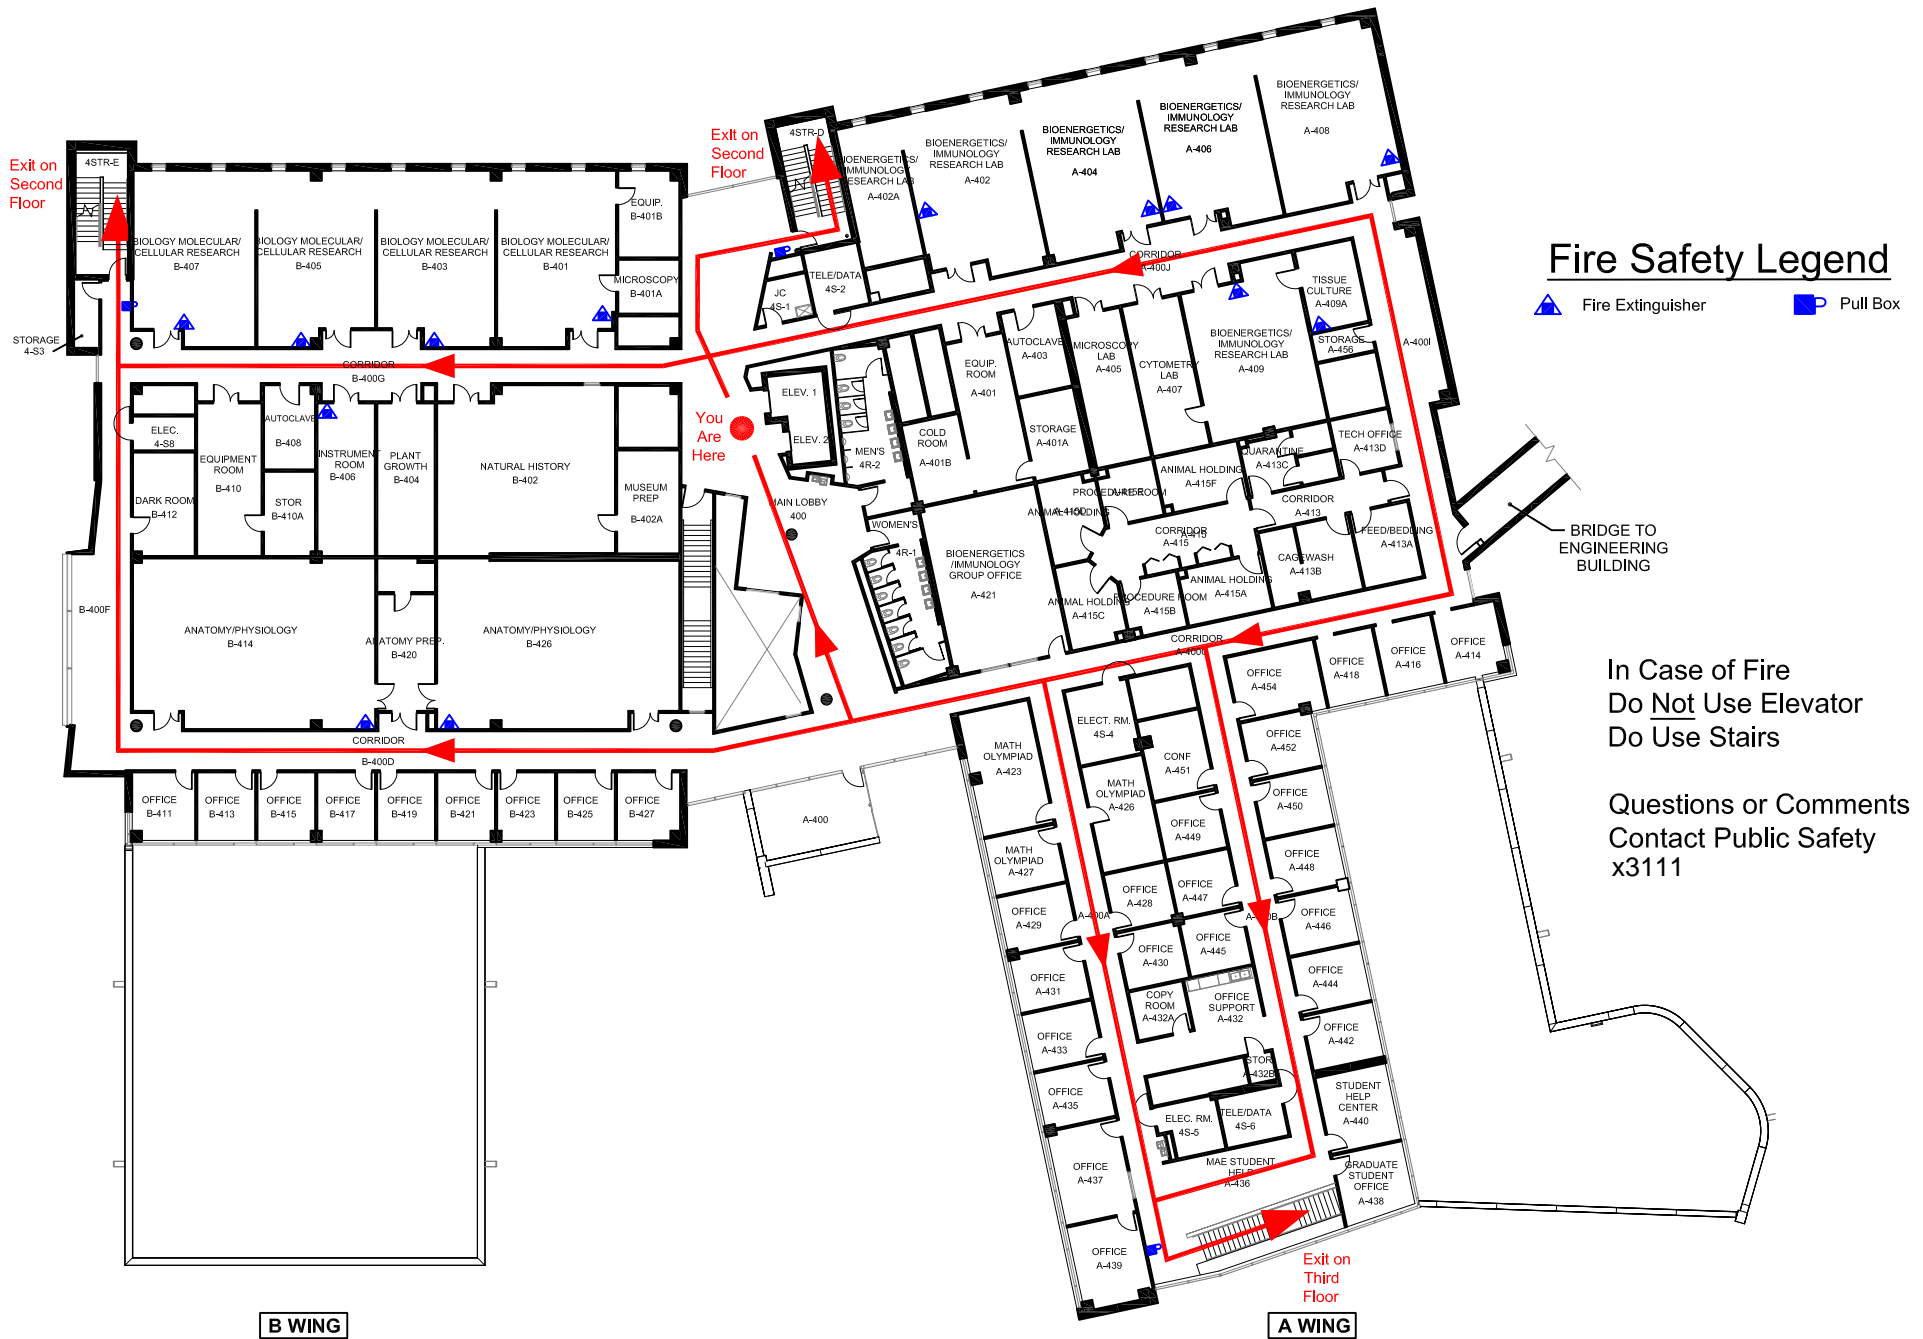 Exit on
Second
Floor
4STR-E
BIOLOGY MOLECULAR/
CELLULAR RESEARCH
B-407
BIOLOGY MOLECULAR/
CELLULAR RESEARCH
B-405
BIOLOGY MOLECULAR/
CELLULAR RESEARCH
B-403
BIOLOGY MOLECULAR/
CELLULAR RESEARCH
B-401
EQUIP.
B-401B
MICROSCOPY
B-401A
STORAGE
4-S3
CORRIDOR
B-400G
ELEC.
4-S8
DARK ROOM
B-412
EQUIPMENT
ROOM
B-410
AUTOCLAVE
B-408
STOR
B-410A
INSTRUMENT
ROOM
B-406
PLANT
GROWTH
B-404
NATURAL HISTORY
B-402
MUSEUM
PREP
B-402A
B-400F
ANATOMY/PHYSIOLOGY
B-414
ANATOMY PREP.
B-420
ANATOMY/PHYSIOLOGY
B-426
CORRIDOR
B-400D
OFFICE
B-411
OFFICE
B-413
OFFICE
B-415
OFFICE
B-417
OFFICE
B-419
OFFICE
B-421
OFFICE
B-423
OFFICE
B-425
OFFICE
B-427
B WING
Exit on
Second
Floor
4STR-D
BIOENERGETICS/
IMMUNOLOGY
RESEARCH LAB
A-402A
BIOENERGETICS/
IMMUNOLOGY
RESEARCH LAB
A-402
BIOENERGETICS/
IMMUNOLOGY
RESEARCH LAB
A-404
BIOENERGETICS/
IMMUNOLOGY
RESEARCH LAB
A-406
BIOENERGETICS/
IMMUNOLOGY
RESEARCH LAB
A-408
JC
4S-1
TELE/DATA
4S-2
CORRIDOR
A-400J
You
Are
Here
ELEV. 1
ELEV. 2
MEN'S
4R-2
MAIN LOBBY
400
WOMEN'S
4R-1
COLD
ROOM
A-401B
EQUIP.
ROOM
A-401
AUTOCLAVE
A-403
STORAGE
A-401A
MICROSCOPY
LAB
A-405
CYTOMETRY
LAB
A-407
BIOENERGETICS/
IMMUNOLOGY
RESEARCH LAB
A-409
TISSUE
CULTURE
A-409A
STORAGE
A-456
A-400I
TECH OFFICE
A-413D
QUARANTINE
A-413C
ANIMAL HOLDING
A-415F
PROCEDURE ROOM
A-415E
ANIMAL HOLDING
A-415D
CORRIDOR
A-413
CORRIDOR
A-415
FEED/BEDDING
A-413A
CAGEWASH
A-413B
ANIMAL HOLDING
A-415A
PROCEDURE ROOM
A-415B
ANIMAL HOLDING
A-415C
BIOENERGETICS
/IMMUNOLOGY
GROUP OFFICE
A-421
CORRIDOR
BRIDGE TO
ENGINEERING
BUILDING
OFFICE
A-454
OFFICE
A-418
OFFICE
A-416
OFFICE
A-414
A-400
MATH
OLYMPIAD
A-423
ELECT. RM.
4S-4
CONF
A-451
OFFICE
A-452
MATH
OLYMPIAD
A-426
OFFICE
A-450
OFFICE
A-449
MATH
OLYMPIAD
A-427
OFFICE
A-448
OFFICE
A-428
OFFICE
A-447
OFFICE
A-429
A-400A
A-400B
OFFICE
A-446
OFFICE
A-430
OFFICE
A-445
OFFICE
A-431
OFFICE
A-444
COPY
ROOM
A-432A
OFFICE
SUPPORT
A-432
OFFICE
A-433
OFFICE
A-442
STOR
A-432B
OFFICE
A-435
STUDENT
HELP
CENTER
A-440
ELEC. RM.
4S-5
TELE/DATA
4S-6
OFFICE
A-437
MAE STUDENT
HELP
A-436
GRADUATE
STUDENT
OFFICE
A-438
OFFICE
A-439
Exit on
Third
Floor
A WING
Fire Safety Legend
Fire Extinguisher
Pull Box
In Case of Fire
Do Not Use Elevator
Do Use Stairs
Questions or Comments
Contact Public Safety
x3111